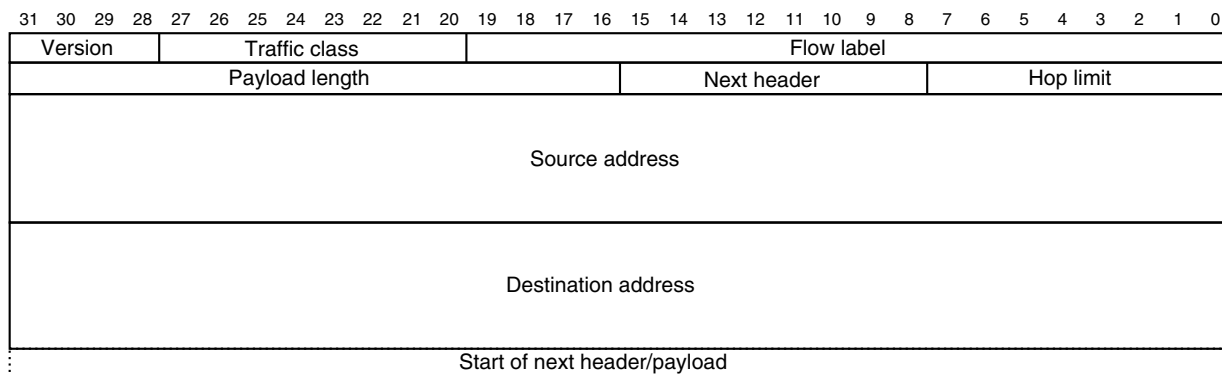 31 30 29 28 27 26 25 24 23 22 21 20 19 18 17 16 15 14 13 12 11 10 9 8 7 6 5 4 3 2 1 0
Version Traffic class Flow label
Payload length Next header Hop limit
Source address
Destination address
Start of next header/payload